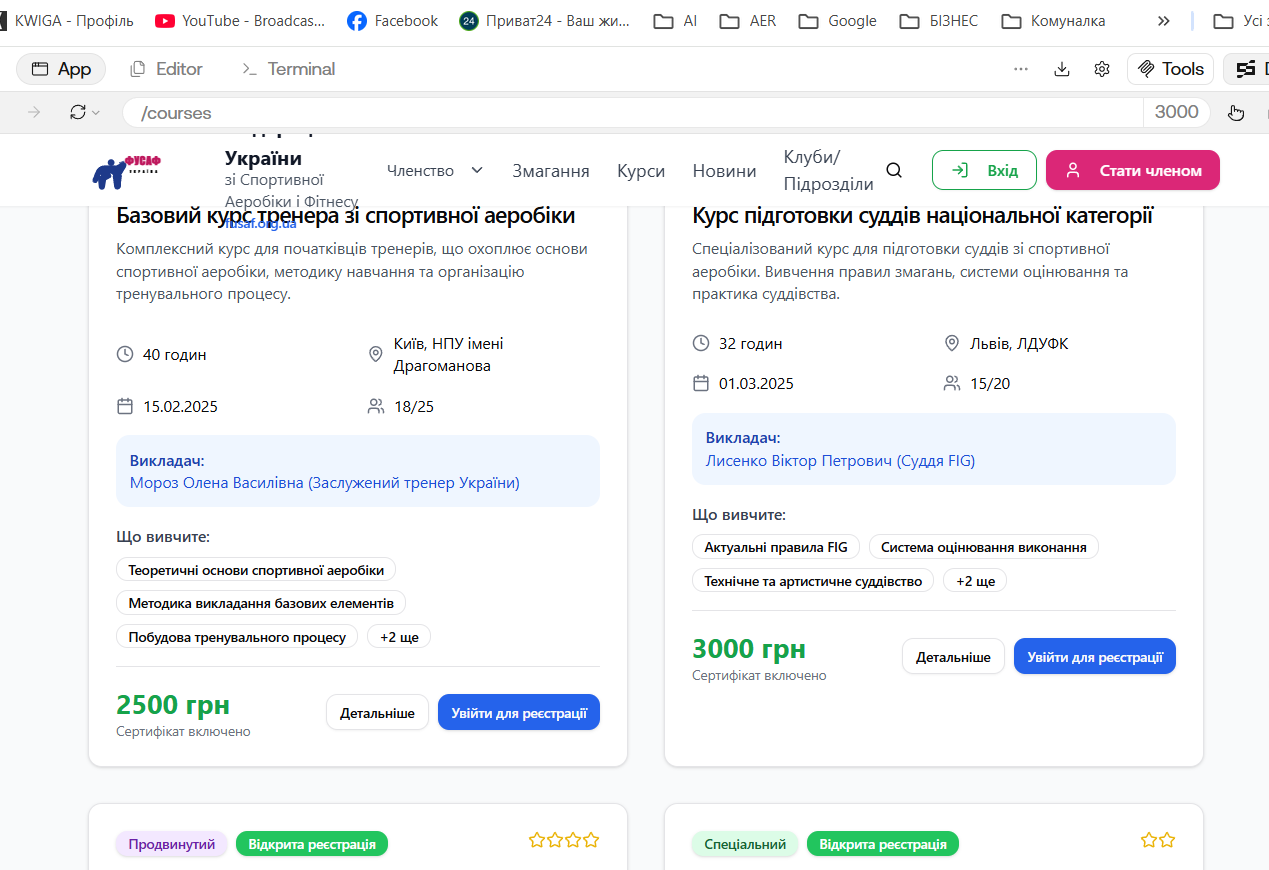 KWIGA - Профіль
YouTube - Broadcas...
Facebook
24
Приват24 - Ваш жи...
AI
AER
Google
БІЗНЕС
Комуналка
App
Editor
Terminal
Tools
/courses
3000
ФУСАФ
УКРАЇНА
України
зі Спортивної
Аеробіки і Фітнесу
fusaf.org.ua
Членство
Змагання
Курси
Новини
Клуби/
Підрозділи
Вхід
Стати членом
Базовий курс тренера зі спортивної аеробіки
Комплексний курс для початківців тренерів, що охоплює основи
спортивної аеробіки, методику навчання та організацію
тренувального процесу.
40 годин
Київ, НПУ імені
Драгоманова
15.02.2025
18/25
Викладач:
Мороз Олена Василівна (Заслужений тренер України)
Що вивчите:
Теоретичні основи спортивної аеробіки
Методика викладання базових елементів
Побудова тренувального процесу
+2 ще
2500 грн
Сертифікат включено
Детальніше
Увійти для реєстрації
Курс підготовки суддів національної категорії
Спеціалізований курс для підготовки суддів зі спортивної
аеробіки. Вивчення правил змагань, системи оцінювання та
практика суддівства.
32 годин
Львів, ЛДУФК
01.03.2025
15/20
Викладач:
Лисенко Віктор Петрович (Суддя FIG)
Що вивчите:
Актуальні правила FIG
Система оцінювання виконання
Технічне та артистичне суддівство
+2 ще
3000 грн
Сертифікат включено
Детальніше
Увійти для реєстрації
Продвинутий
Відкрита реєстрація
Спеціальний
Відкрита реєстрація